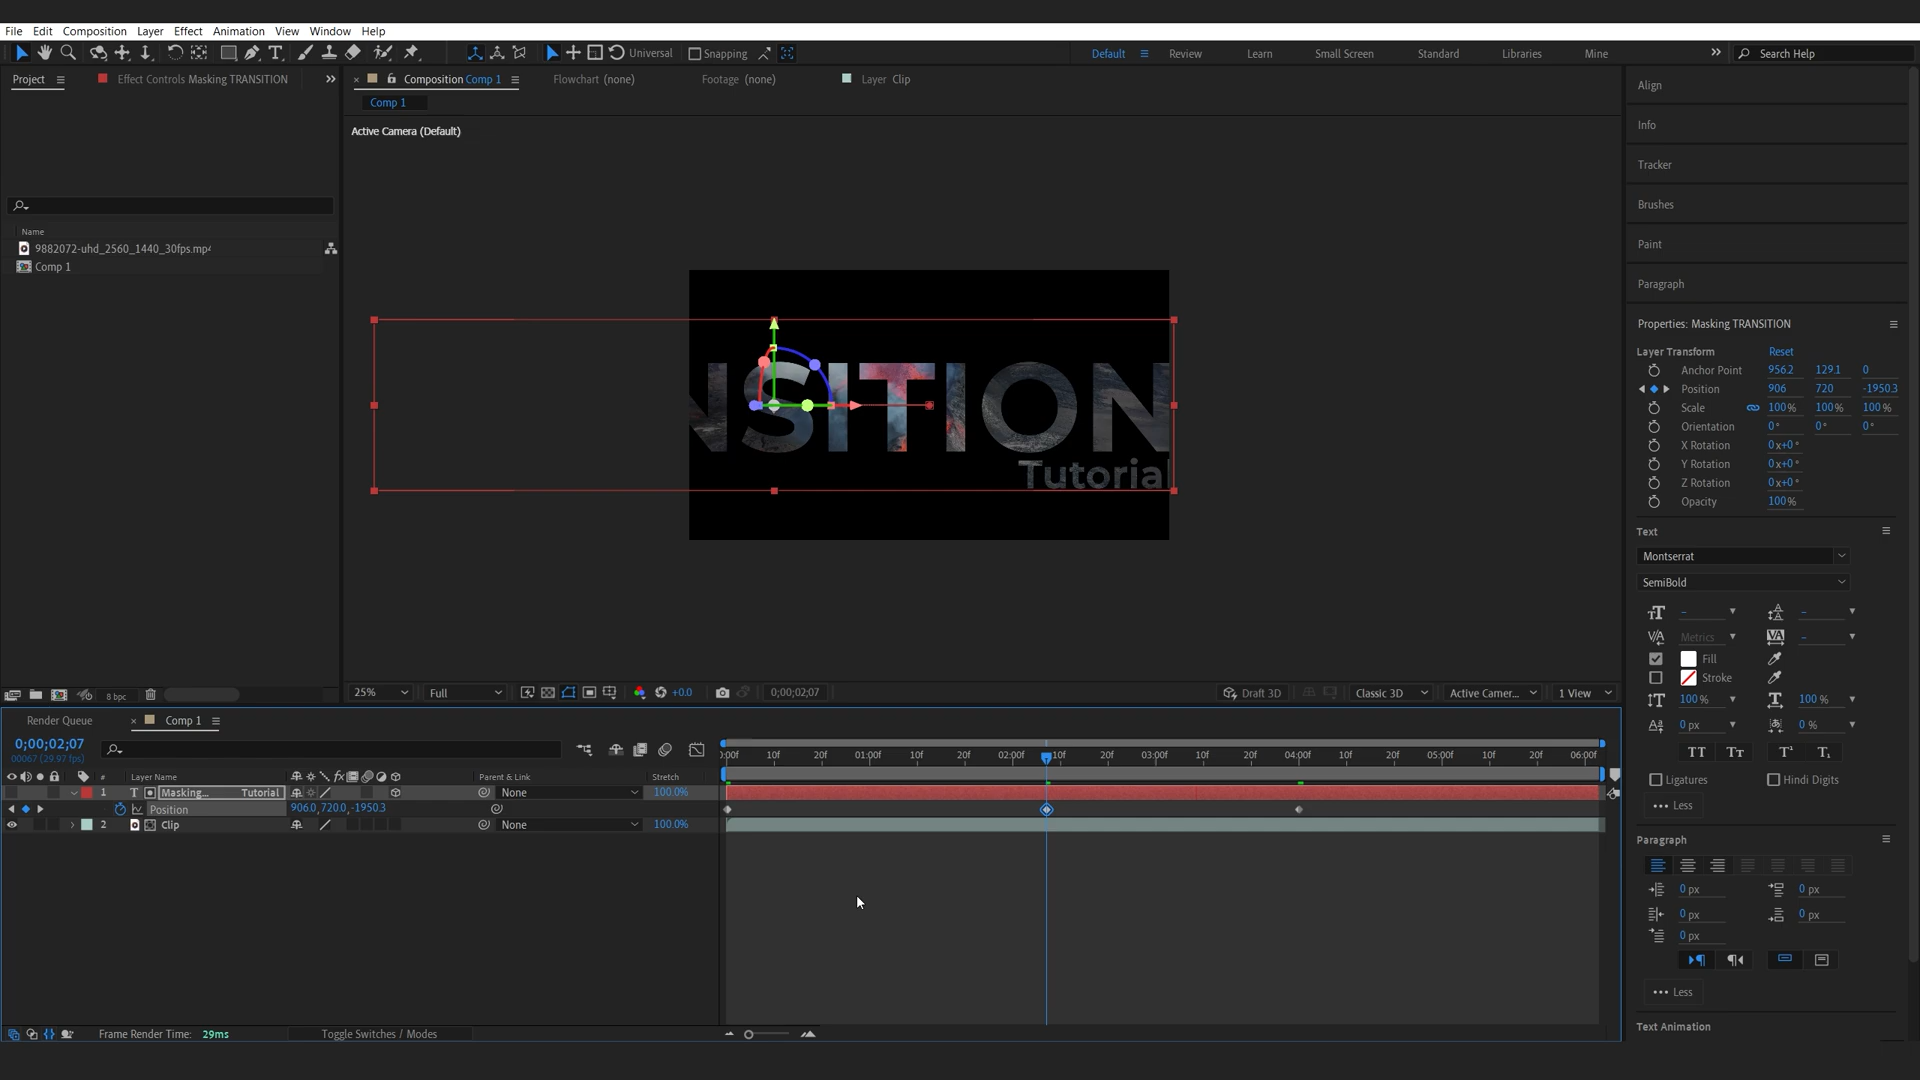 File Edit Composition Layer Effect Animation View Window Help
Universal Snapping Default Review Learn Small Screen Standard Libraries Mine Search Help
Project Effect Controls Masking TRANSITION
Composition Comp 1 Flowchart (none) Footage (none) Layer Clip
Comp 1
Active Camera (Default)
Name
9882072-uhd_2560_1440_30fps.mp4
Comp 1
NSITION
Tutorial
8 bpc
25% Full +0.0 0;00;02;07 Draft 3D Classic 3D Active Camer... 1 View
Align
Info
Tracker
Brushes
Paint
Paragraph
Properties: Masking TRANSITION
Layer Transform Reset
Anchor Point 956.2 129.1 0
Position 906 720 -1950.3
Scale 100% 100% 100%
Orientation 0° 0° 0°
X Rotation 0x+0°
Y Rotation 0x+0°
Z Rotation 0x+0°
Opacity 100%
Text
Montserrat
SemiBold
Metrics
Fill
Stroke
100% 100%
0 px 0 %
Ligatures Hindi Digits
Less
Paragraph
0 px 0 px
0 px 0 px
0 px
Less
Text Animation
Render Queue Comp 1
0;00;02;07
00067 (29.97 fps)
:00f 10f 20f 01:00f 10f 20f 02:00f 10f 20f 03:00f 10f 20f 04:00f 10f 20f 05:00f 10f 20f 06:00f
# Layer Name Parent & Link Stretch
1 T Masking... Tutorial None 100.0%
Position 906.0,720.0,-1950.3
2 Clip None 100.0%
Frame Render Time: 29ms Toggle Switches / Modes